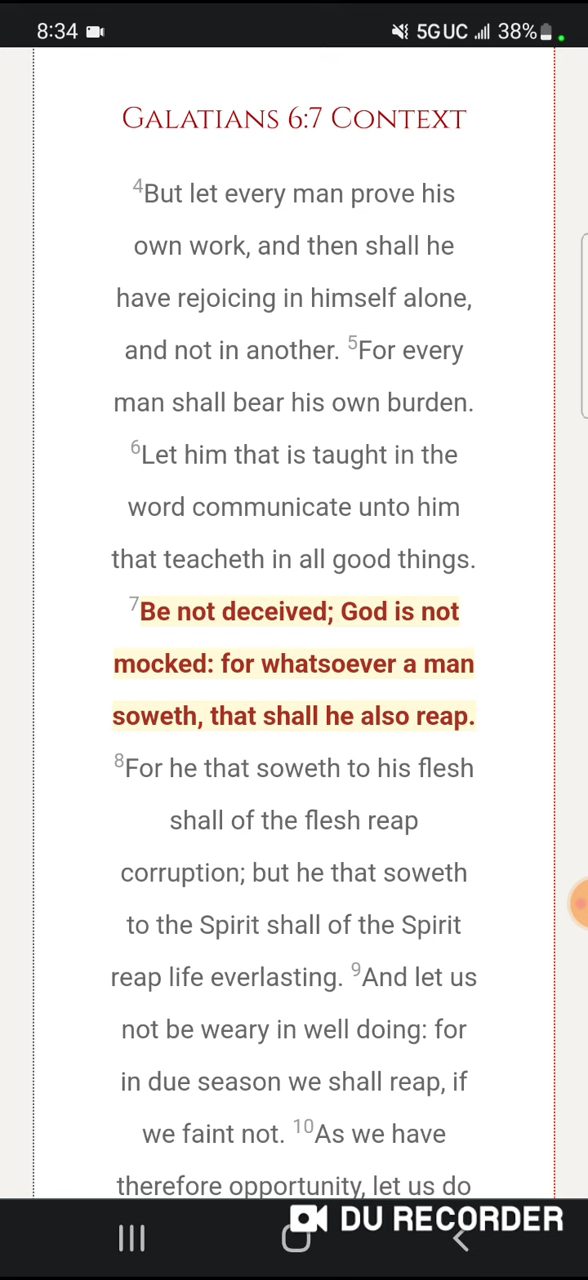 8:34 5GUC 38%
GALATIANS 6:7 CONTEXT
4But let every man prove his
own work, and then shall he
have rejoicing in himself alone,
and not in another. 5For every
man shall bear his own burden.
6Let him that is taught in the
word communicate unto him
that teacheth in all good things.
7Be not deceived; God is not
mocked: for whatsoever a man
soweth, that shall he also reap.
8For he that soweth to his flesh
shall of the flesh reap
corruption; but he that soweth
to the Spirit shall of the Spirit
reap life everlasting. 9And let us
not be weary in well doing: for
in due season we shall reap, if
we faint not. 10As we have
therefore opportunity, let us do
DU RECORDER